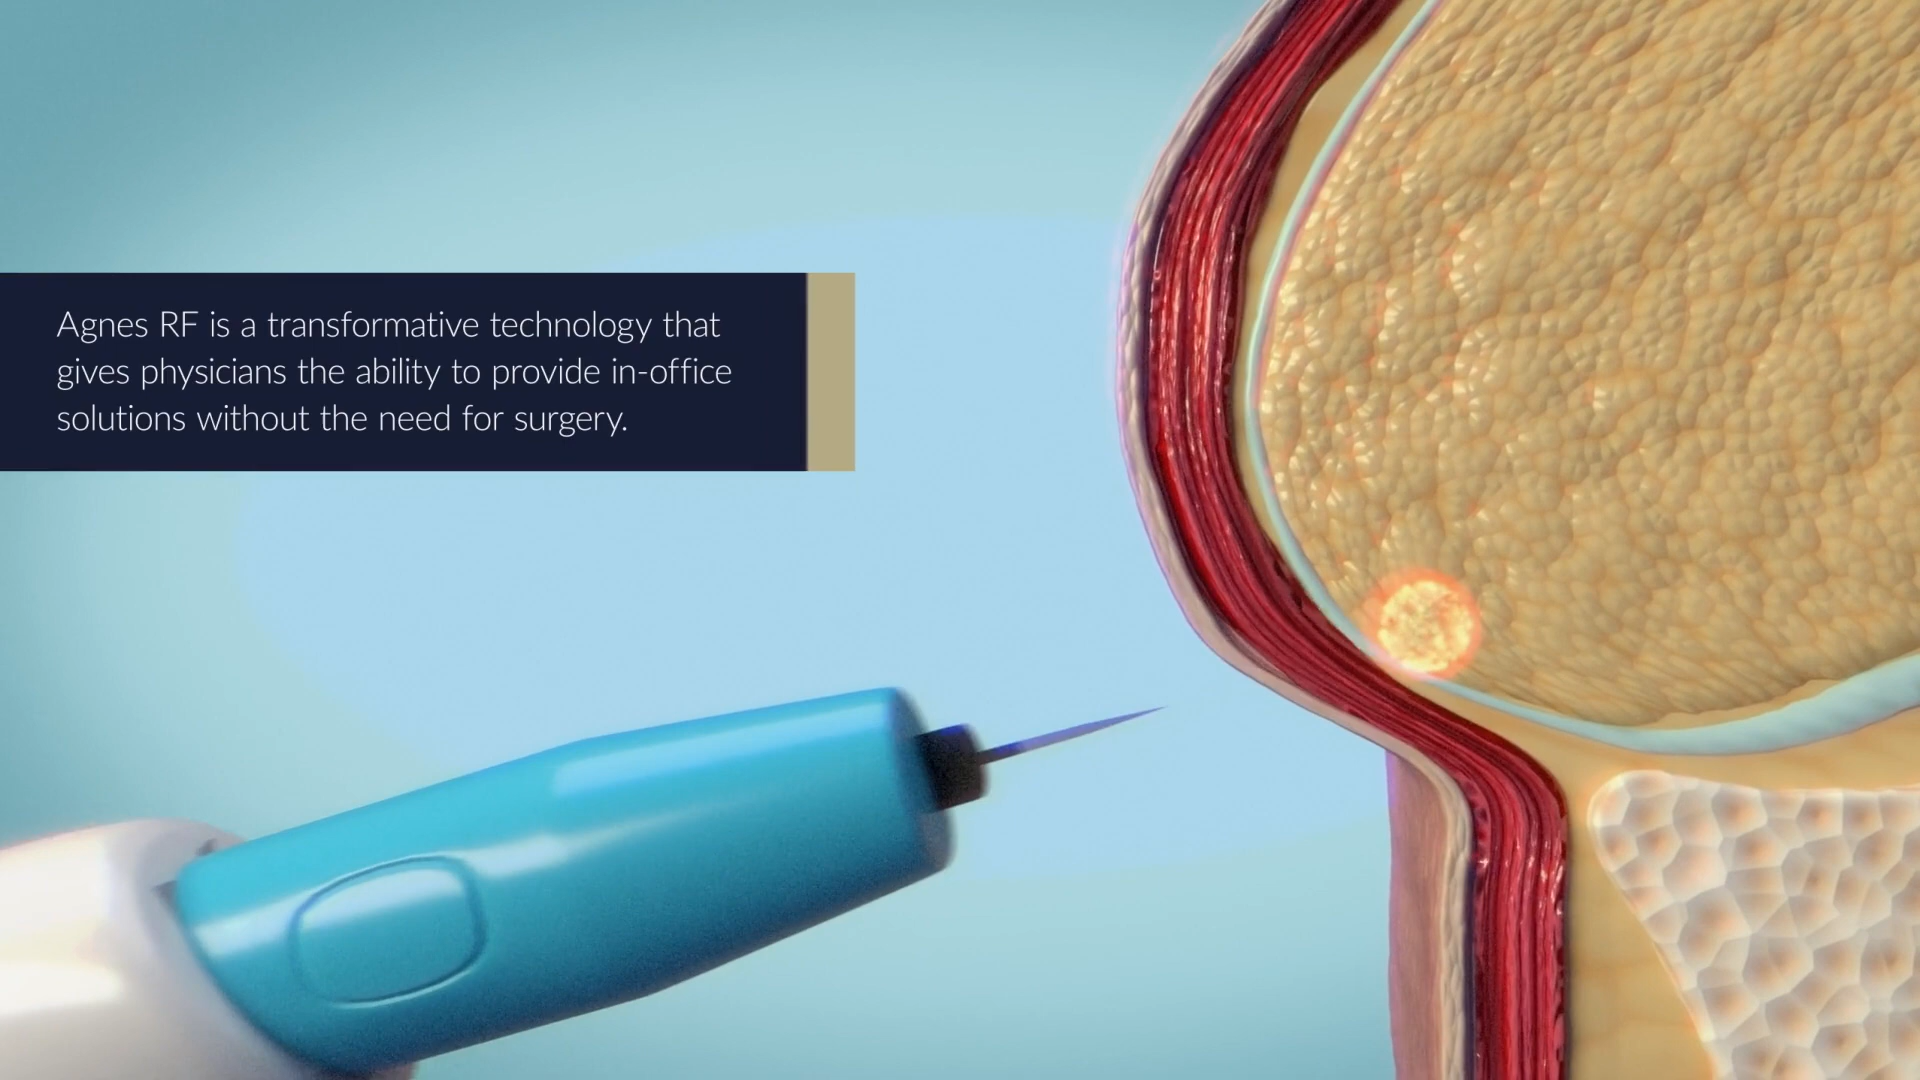 Agnes RF is a transformative technology that
gives physicians the ability to provide in-office
solutions without the need for surgery.